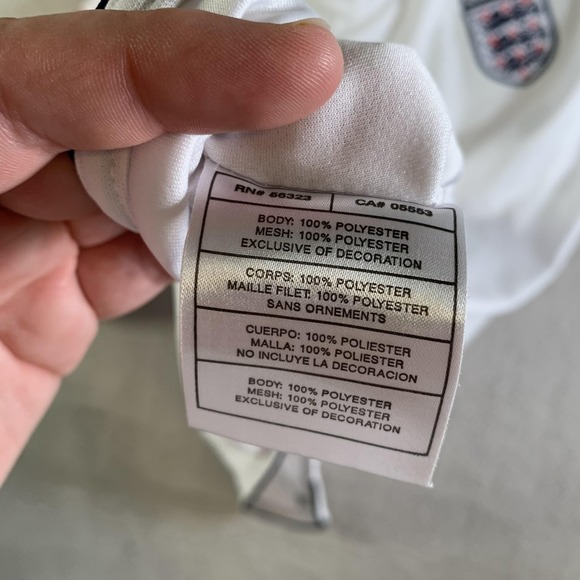 RN# 56323 CA# 05553
BODY: 100% POLYESTER
MESH: 100% POLYESTER
EXCLUSIVE OF DECORATION
CORPS: 100% POLYESTER
MAILLE FILET: 100% POLYESTER
SANS ORNEMENTS
CUERPO: 100% POLIESTER
MALLA: 100% POLIESTER
NO INCLUYE LA DECORACION
BODY: 100% POLYESTER
MESH: 100% POLYESTER
EXCLUSIVE OF DECORATION